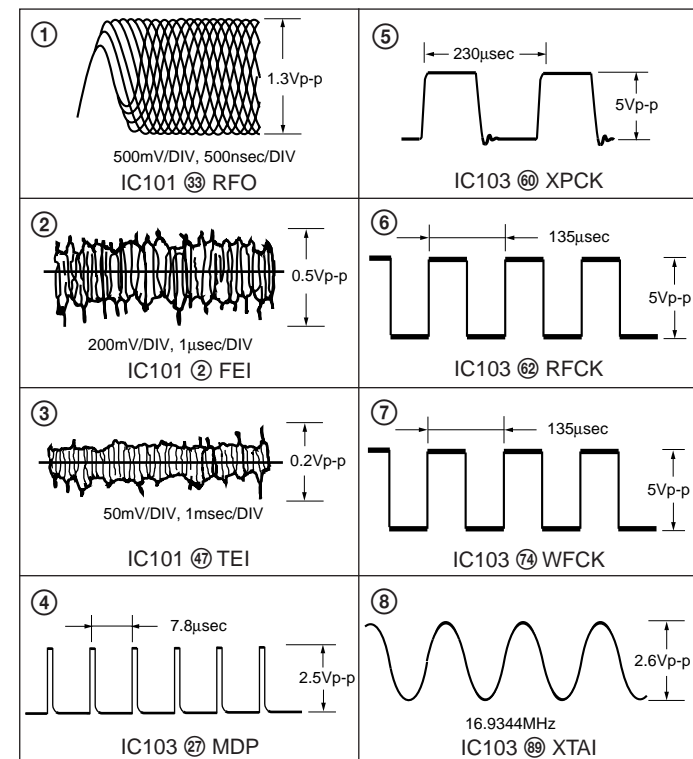 ①
1.3Vp-p
500mV/DIV, 500nsec/DIV
IC101 ㉝ RFO
②
0.5Vp-p
200mV/DIV, 1µsec/DIV
IC101 ② FEI
③
0.2Vp-p
50mV/DIV, 1msec/DIV
IC101 ㊼ TEI
④
7.8µsec
2.5Vp-p
IC103 ㉗ MDP
⑤
230µsec
5Vp-p
IC103 60 XPCK
⑥
135µsec
5Vp-p
IC103 62 RFCK
⑦
135µsec
5Vp-p
IC103 74 WFCK
⑧
2.6Vp-p
16.9344MHz
IC103 89 XTAI